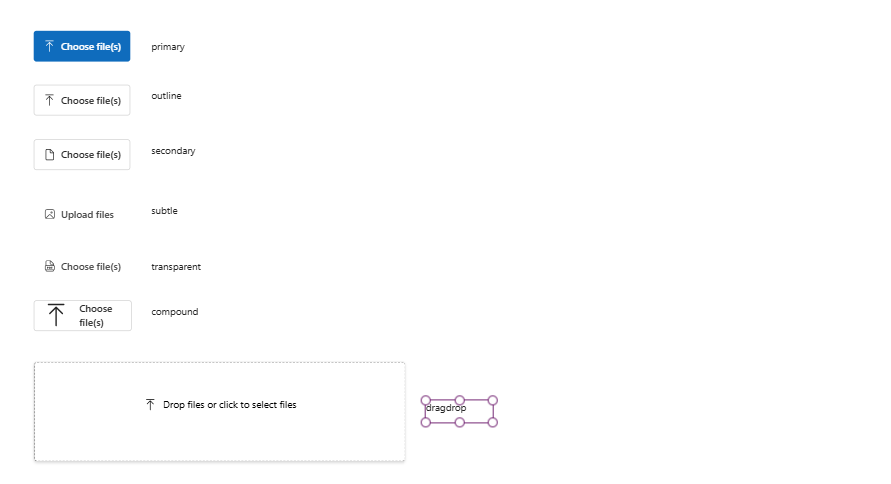 Choose file(s) primary
Choose file(s) outline
Choose file(s) secondary
Upload files subtle
Choose file(s) transparent
Choose
file(s)
compound
Drop files or click to select files dragdrop